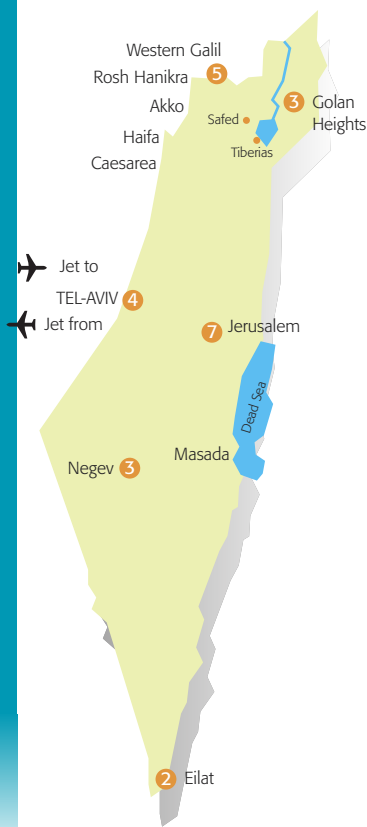 Western Galil
Rosh Hanikra 5
Akko
3 Golan
Heights
Safed
Haifa
Tiberias
Caesarea
Jet to
TEL-AVIV 4
Jet from
7 Jerusalem
Dead Sea
Masada
Negev 3
2 Eilat